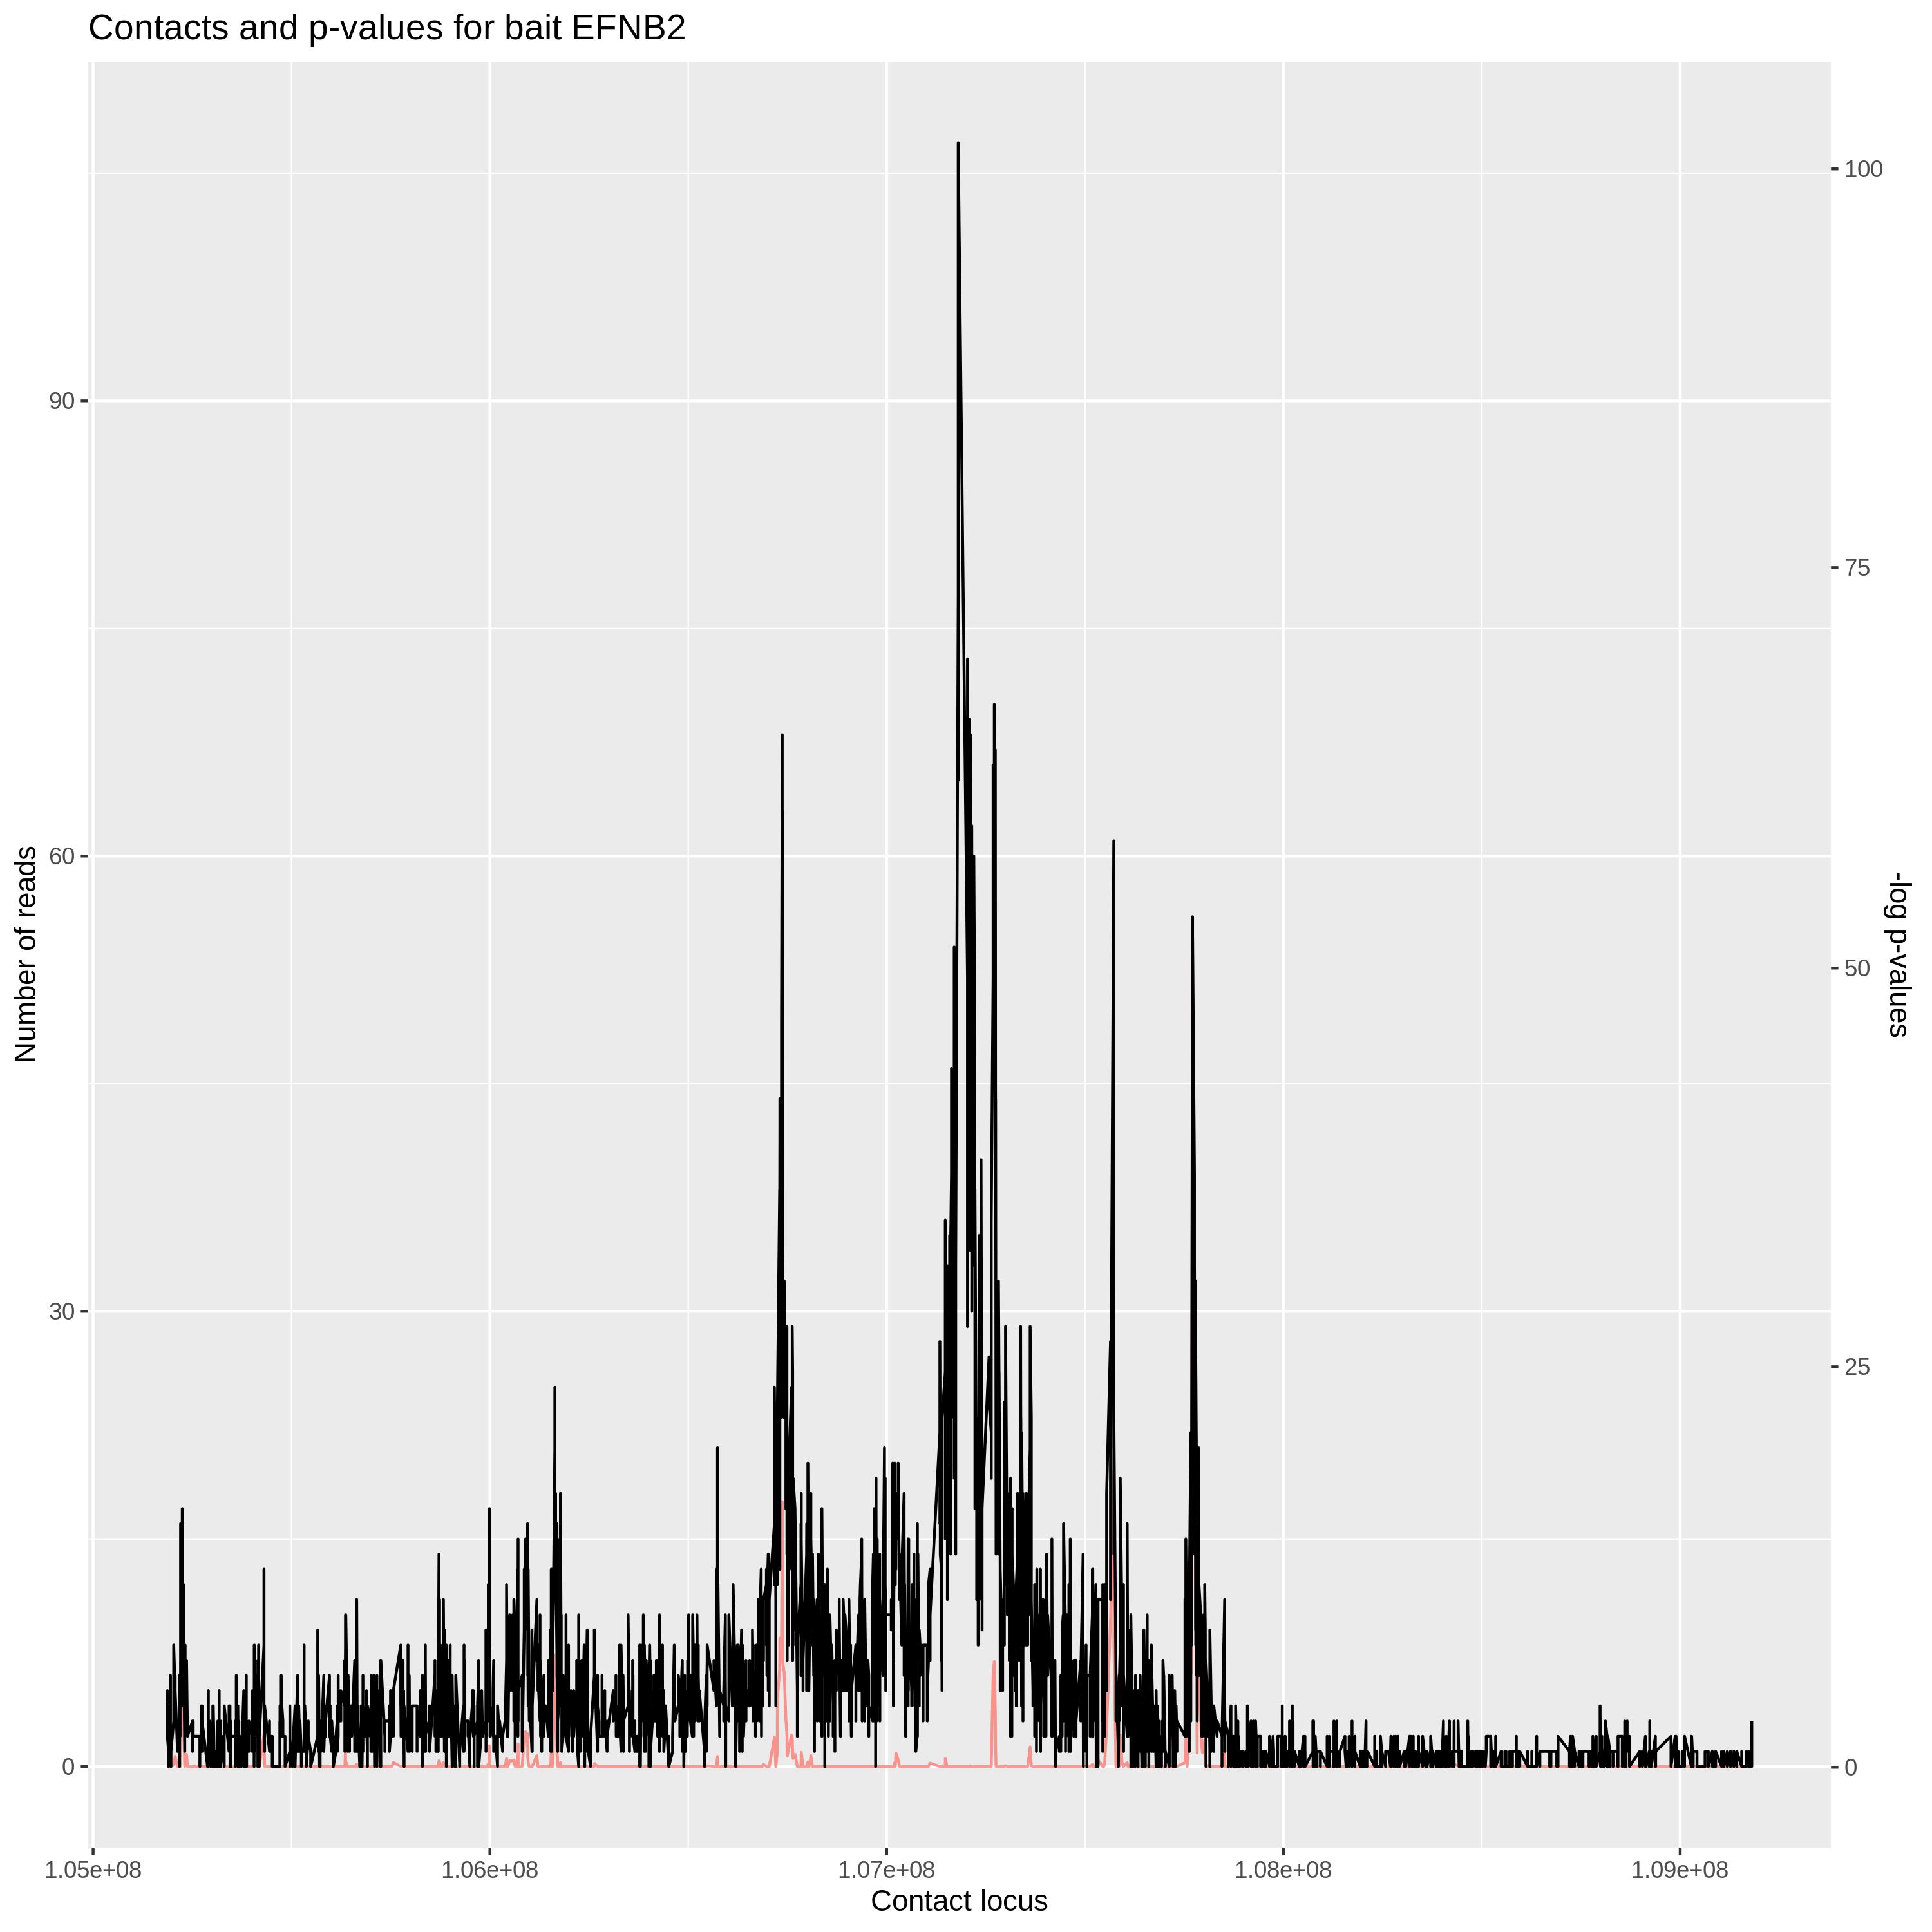 Contacts and p-values for bait EFNB2
Number of reads
90
60
30
0
100
75
50
25
0
-log p-values
1.05e+08 1.06e+08 1.07e+08 1.08e+08 1.09e+08
Contact locus